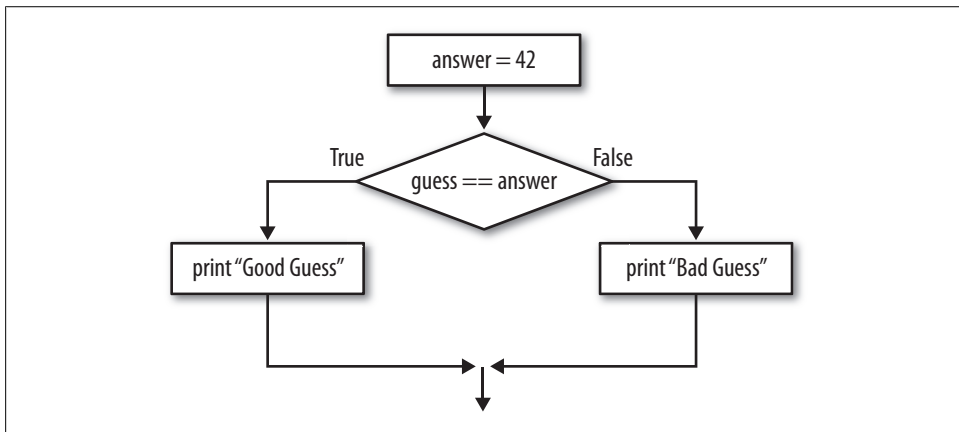 answer = 42
True
False
guess == answer
print “Good Guess”
print “Bad Guess”